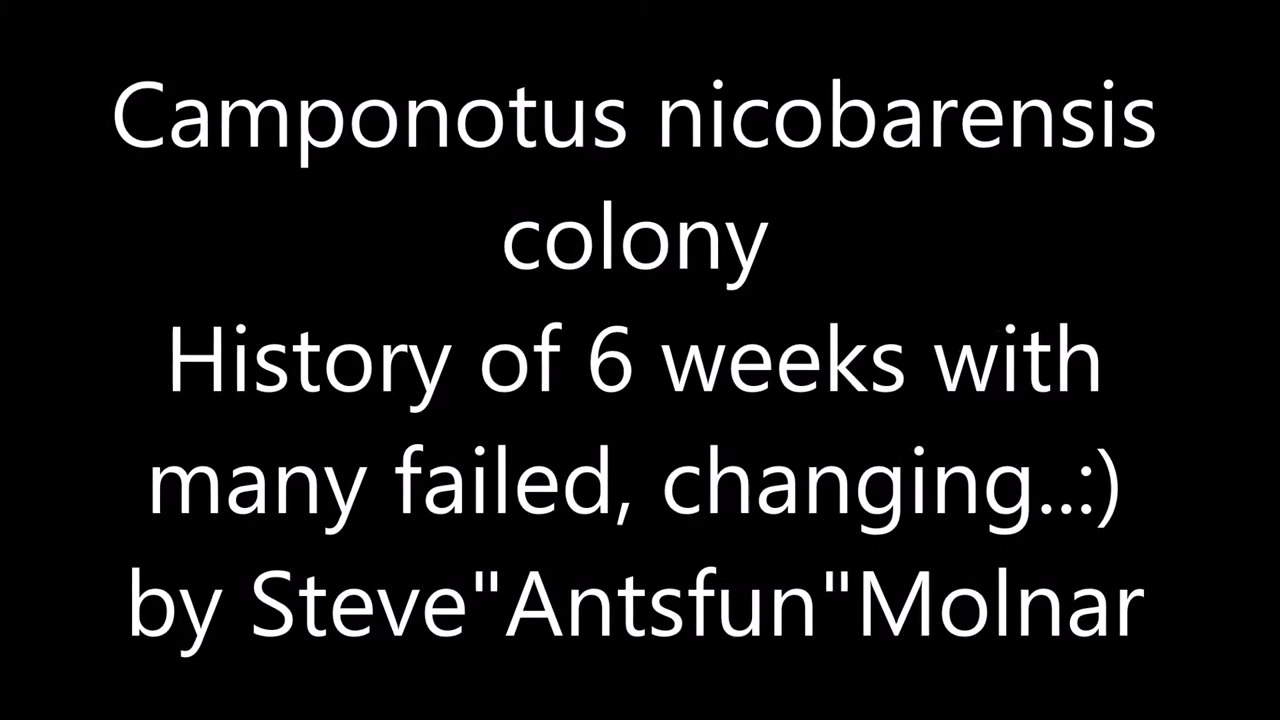 Camponotus nicobarensis
colony
History of 6 weeks with
many failed, changing..:)
by Steve"Antsfun"Molnar